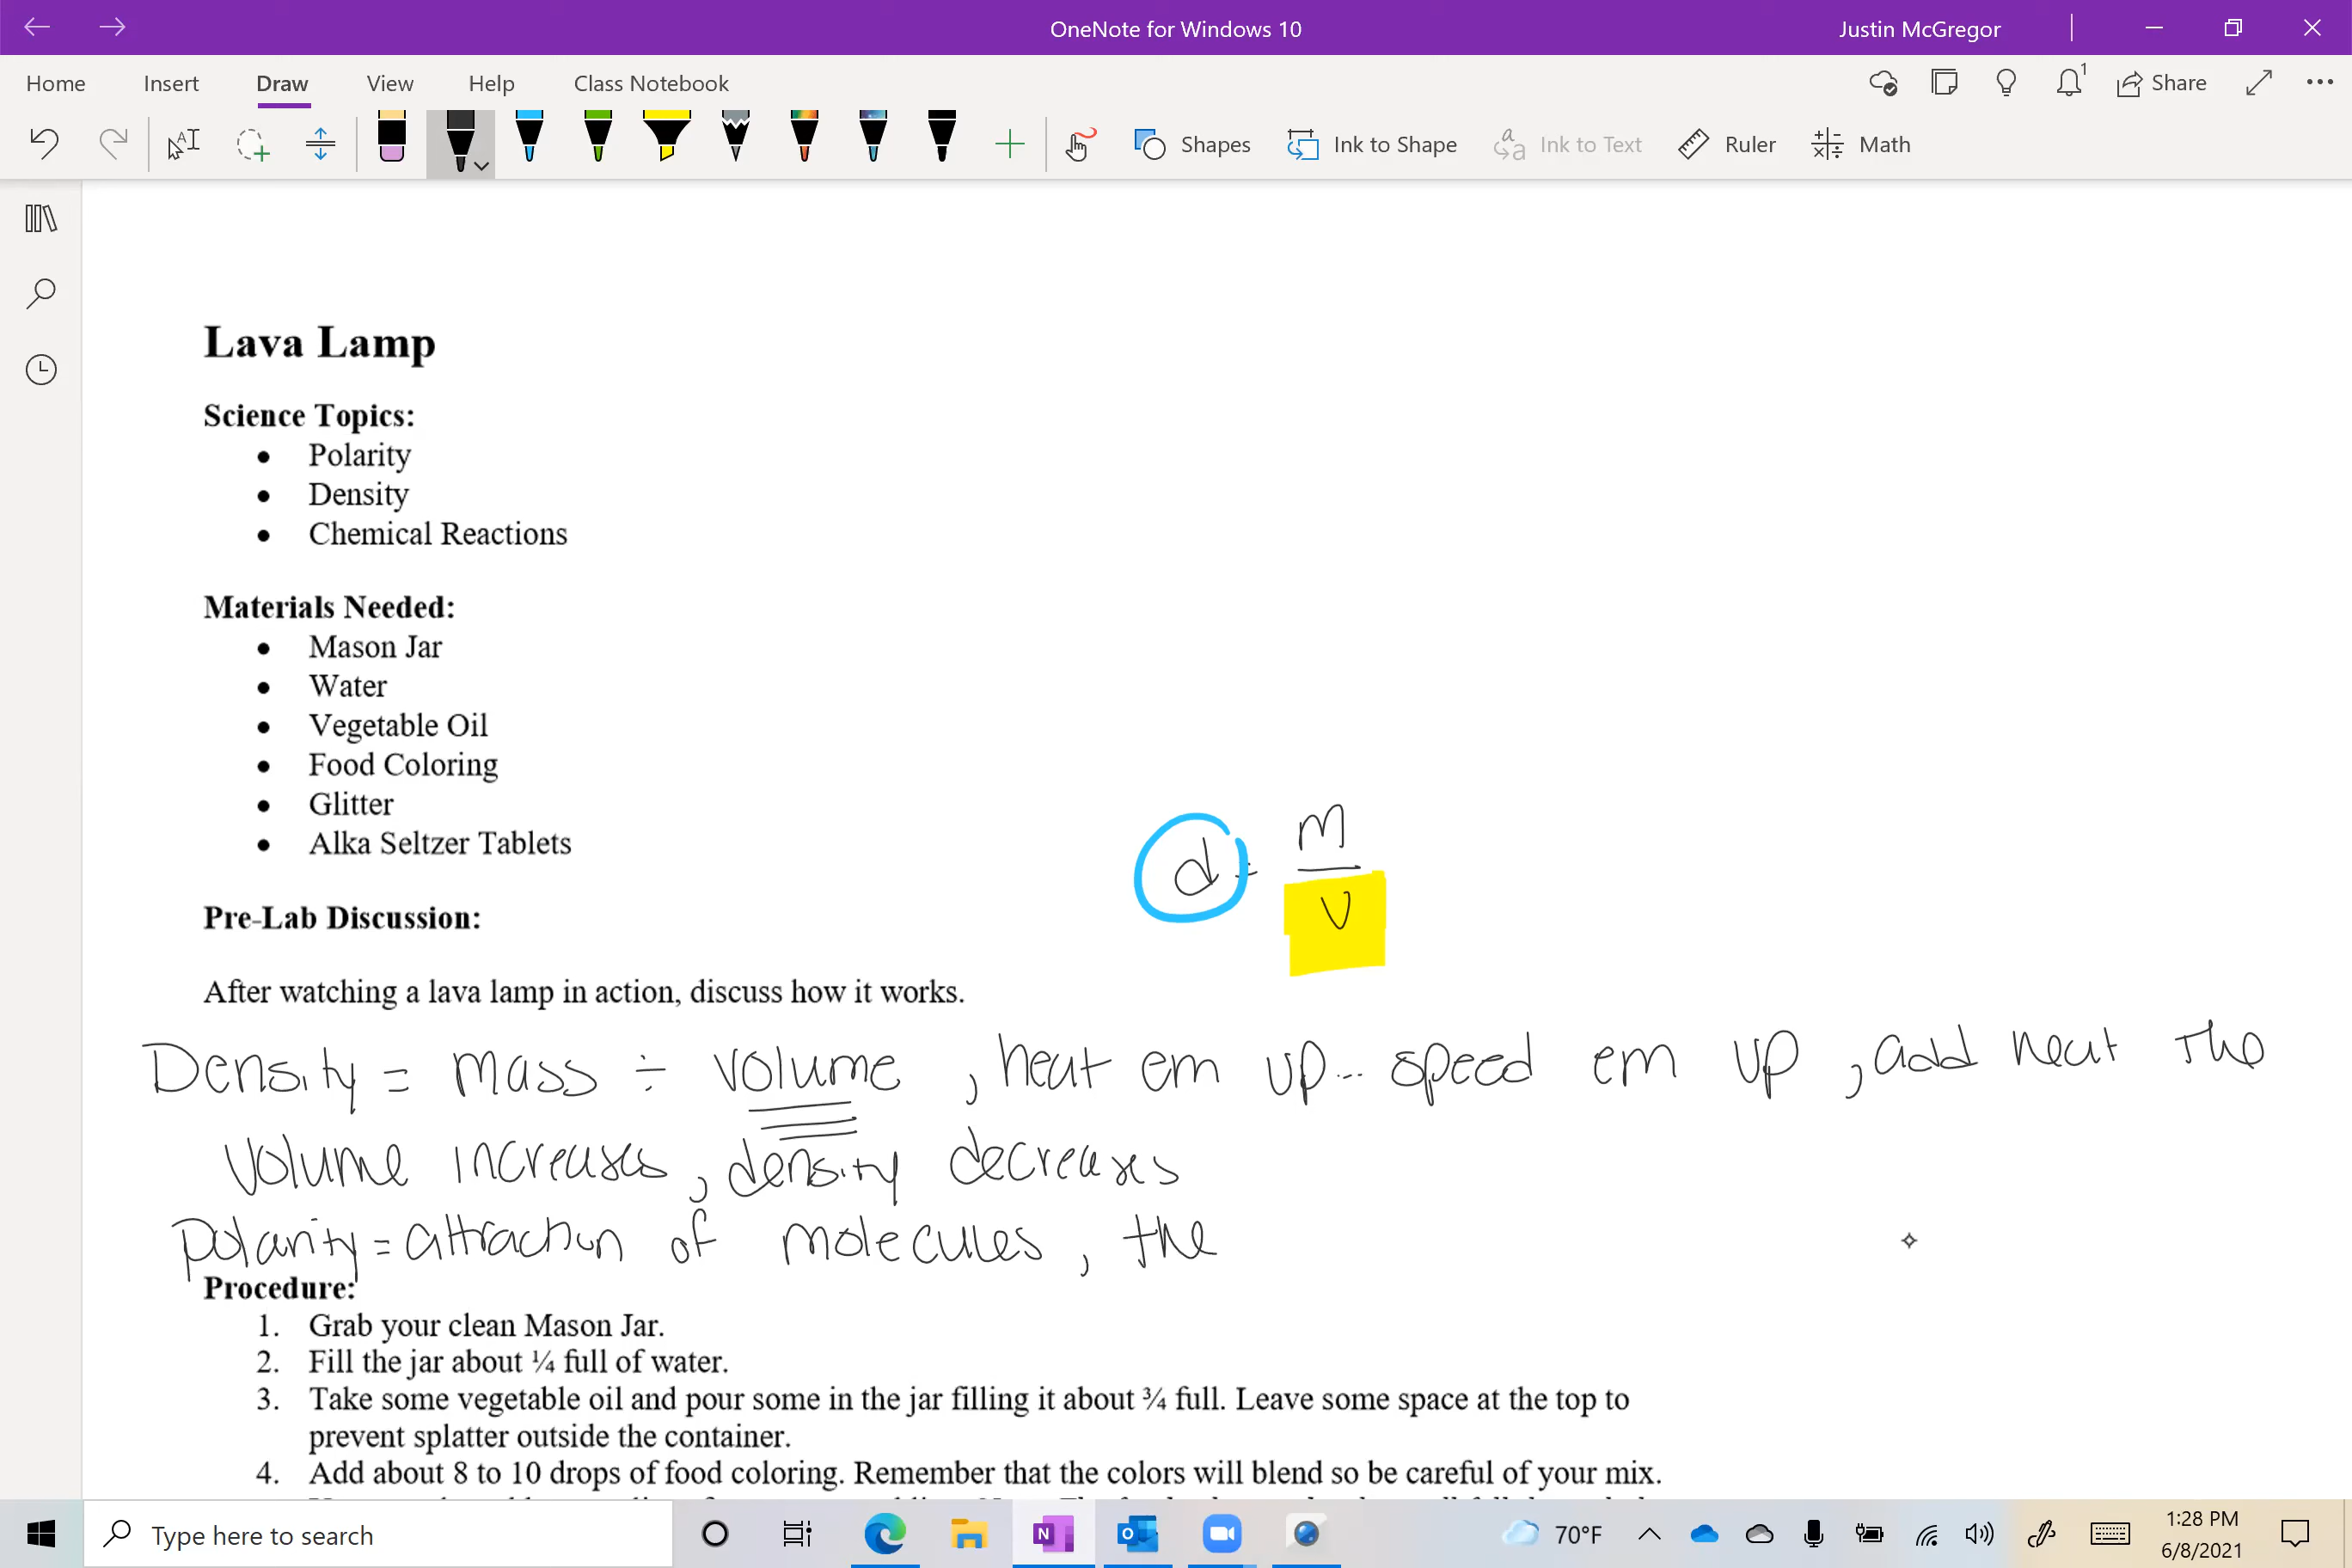 OneNote for Windows 10
Justin McGregor
Home Insert Draw View Help Class Notebook
1
Share
Shapes Ink to Shape Ink to Text Ruler Math
Lava Lamp
Science Topics:
• Polarity
• Density
• Chemical Reactions
Materials Needed:
• Mason Jar
• Water
• Vegetable Oil
• Food Coloring
• Glitter
• Alka Seltzer Tablets
d = m
v
Pre-Lab Discussion:
After watching a lava lamp in action, discuss how it works.
Density = mass ÷ volume , heat em up... speed em up , add heat the
volume increases , density decreases
Polarity = attraction of molecules , the
Procedure:
1. Grab your clean Mason Jar.
2. Fill the jar about ¼ full of water.
3. Take some vegetable oil and pour some in the jar filling it about ¾ full. Leave some space at the top to
prevent splatter outside the container.
4. Add about 8 to 10 drops of food coloring. Remember that the colors will blend so be careful of your mix.
Type here to search
70°F
1:28 PM
6/8/2021